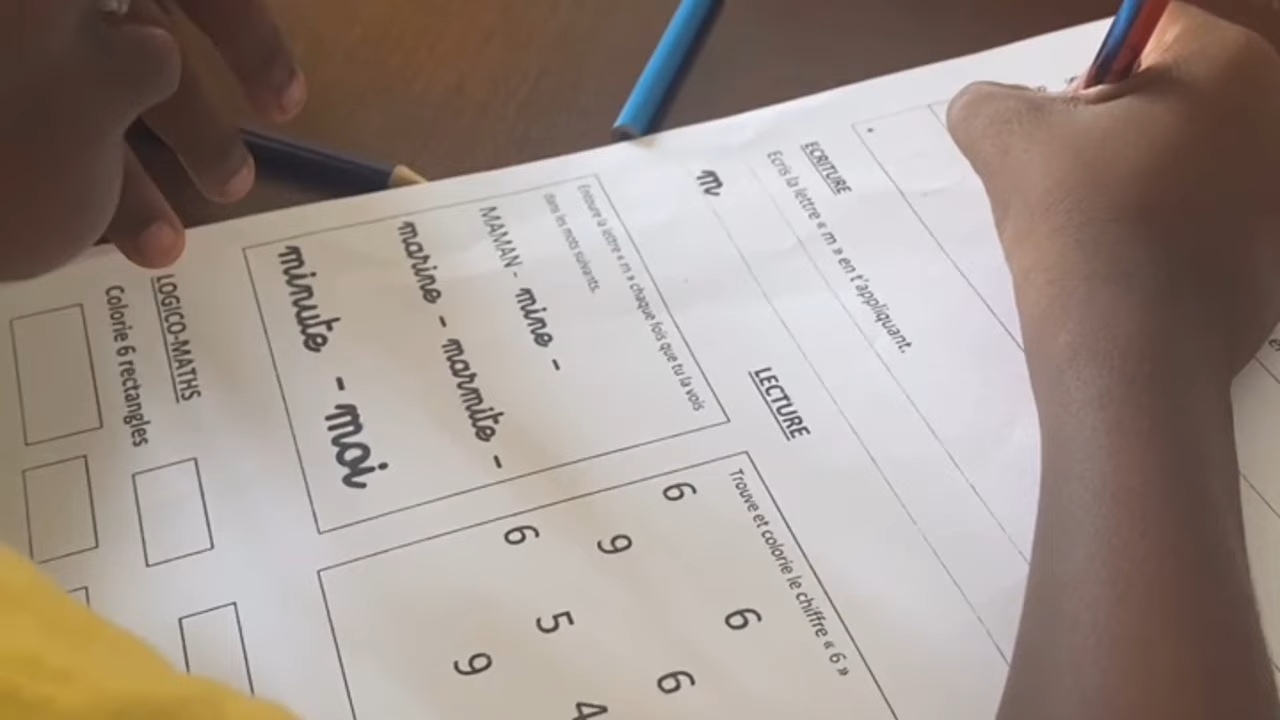 ECRITURE
Ecris la lettre « m » en t'appliquant.
m
LECTURE
Entoure la lettre « m » chaque fois que tu la vois
dans les mots suivants.
MAMAN - mine -
marine - marmite -
minute - moi
Trouve et colorie le chiffre « 6 »
6
6
9
6
6
5
9
4
LOGICO-MATHS
Colorie 6 rectangles